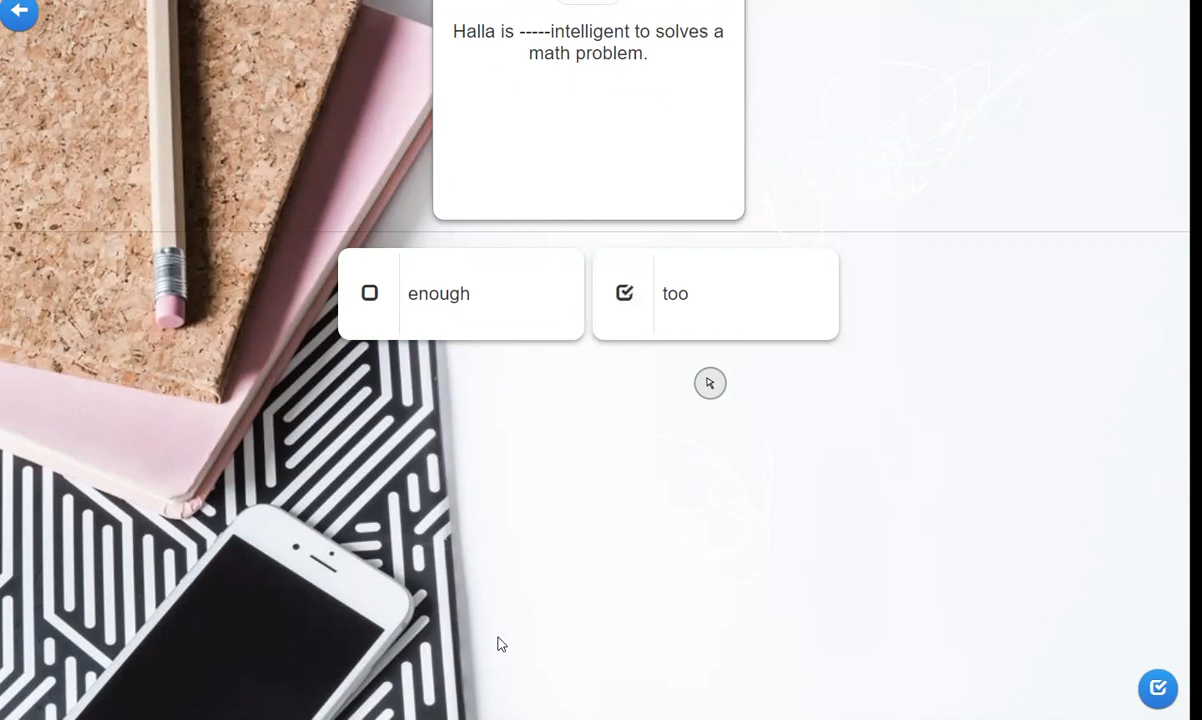 Halla is -----intelligent to solves a
math problem.
enough
too